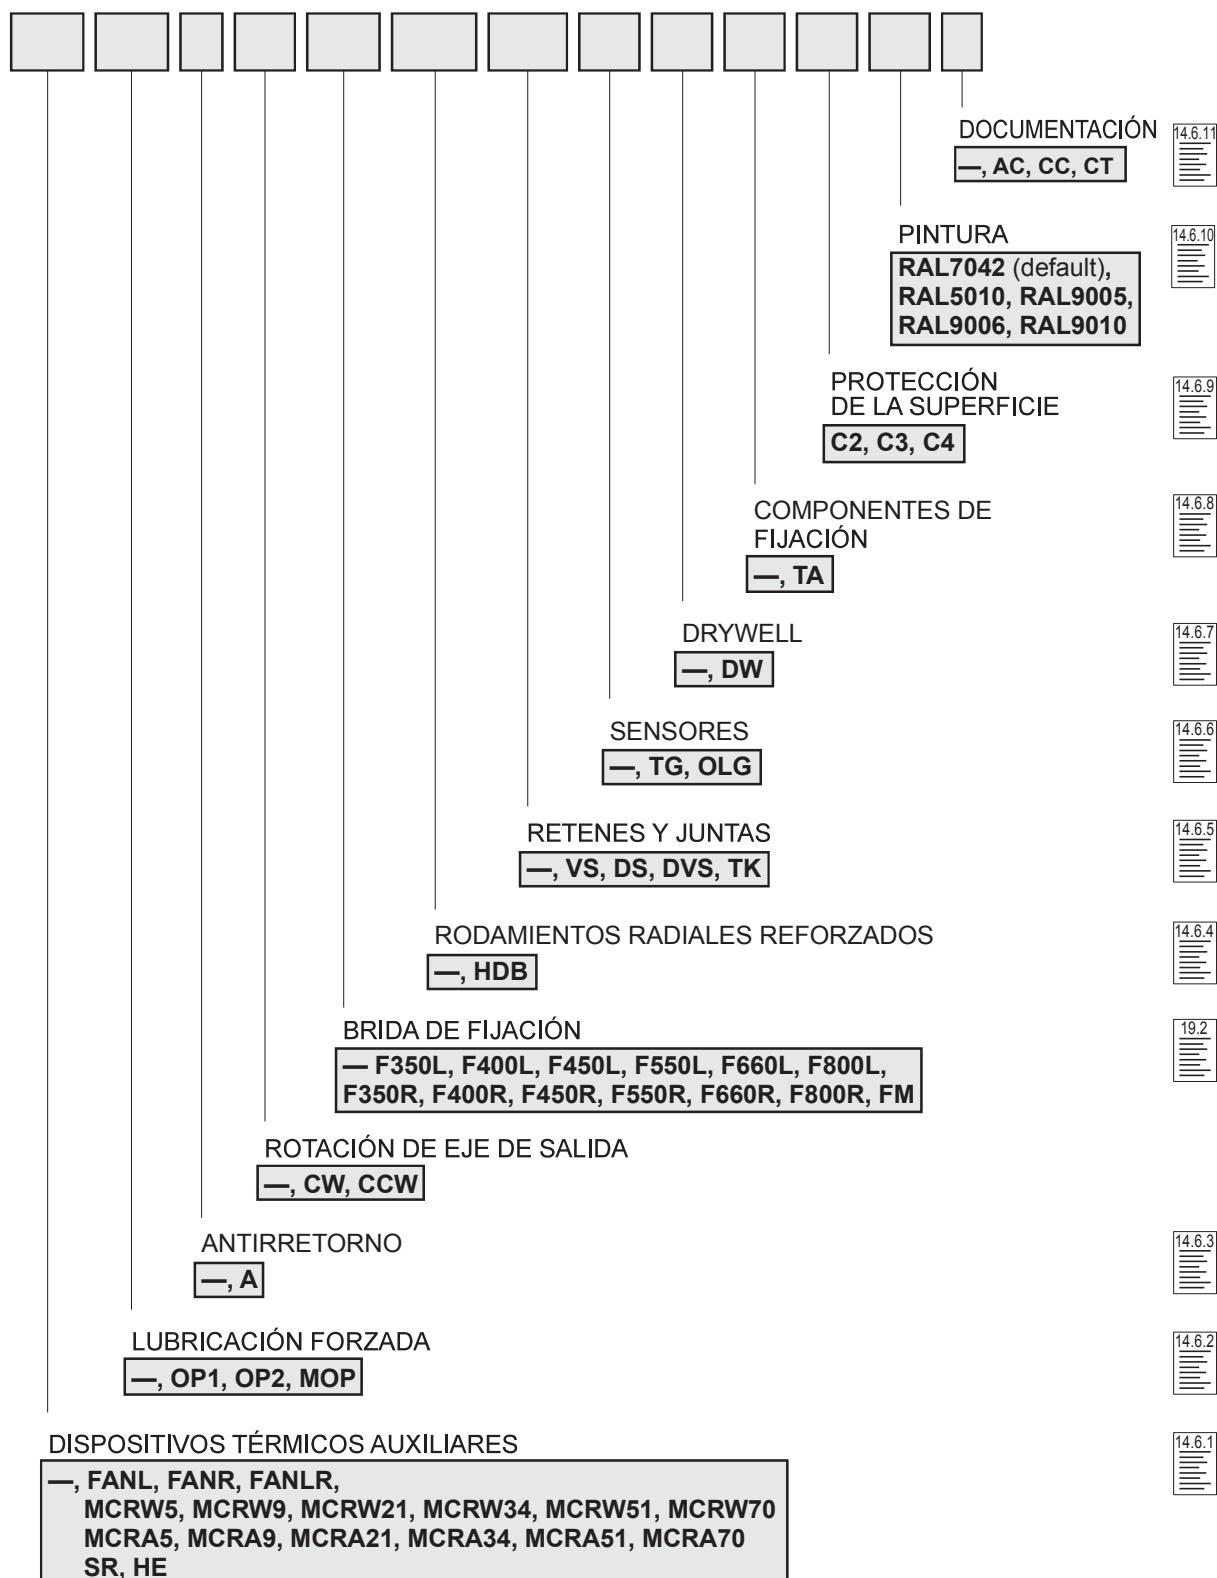 DOCUMENTACIÓN
—, AC, CC, CT
14.6.11
PINTURA
RAL7042 (default),
RAL5010, RAL9005,
RAL9006, RAL9010
14.6.10
PROTECCIÓN
DE LA SUPERFICIE
C2, C3, C4
14.6.9
COMPONENTES DE
FIJACIÓN
—, TA
14.6.8
DRYWELL
—, DW
14.6.7
SENSORES
—, TG, OLG
14.6.6
RETENES Y JUNTAS
—, VS, DS, DVS, TK
14.6.5
RODAMIENTOS RADIALES REFORZADOS
—, HDB
14.6.4
BRIDA DE FIJACIÓN
— F350L, F400L, F450L, F550L, F660L, F800L,
F350R, F400R, F450R, F550R, F660R, F800R, FM
19.2
ROTACIÓN DE EJE DE SALIDA
—, CW, CCW
ANTIRRETORNO
—, A
14.6.3
LUBRICACIÓN FORZADA
—, OP1, OP2, MOP
14.6.2
DISPOSITIVOS TÉRMICOS AUXILIARES
—, FANL, FANR, FANLR,
MCRW5, MCRW9, MCRW21, MCRW34, MCRW51, MCRW70
MCRA5, MCRA9, MCRA21, MCRA34, MCRA51, MCRA70
SR, HE
14.6.1